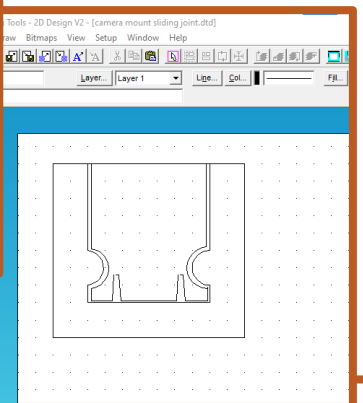 Tools - 2D Design V2 - [camera mount sliding joint.dtd]
raw Bitmaps View Setup Window Help
Layer... Layer 1 Line... Col... Fill...